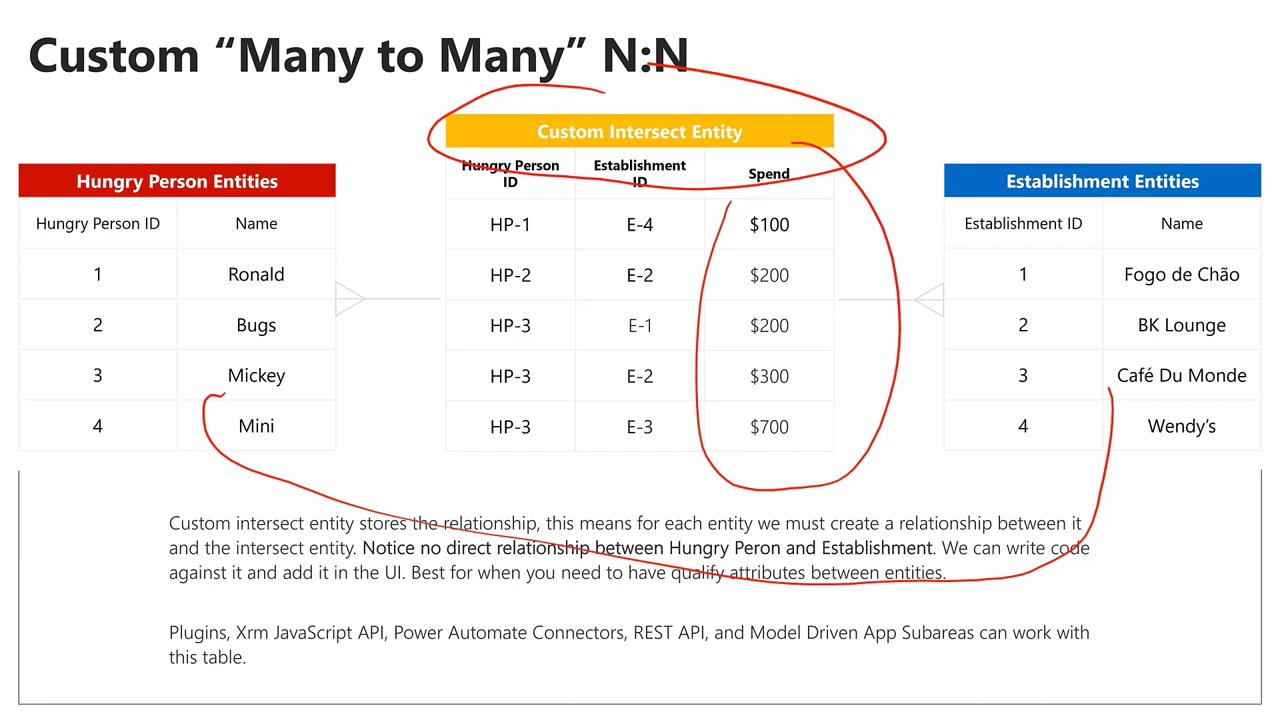 Custom “Many to Many” N:N
Hungry Person Entities
Hungry Person ID Name
1 Ronald
2 Bugs
3 Mickey
4 Mini
Custom Intersect Entity
Hungry Person ID Establishment ID Spend
HP-1 E-4 $100
HP-2 E-2 $200
HP-3 E-1 $200
HP-3 E-2 $300
HP-3 E-3 $700
Establishment Entities
Establishment ID Name
1 Fogo de Chão
2 BK Lounge
3 Café Du Monde
4 Wendy’s
Custom intersect entity stores the relationship, this means for each entity we must create a relationship between it
and the intersect entity. Notice no direct relationship between Hungry Peron and Establishment. We can write code
against it and add it in the UI. Best for when you need to have qualify attributes between entities.
Plugins, Xrm JavaScript API, Power Automate Connectors, REST API, and Model Driven App Subareas can work with
this table.